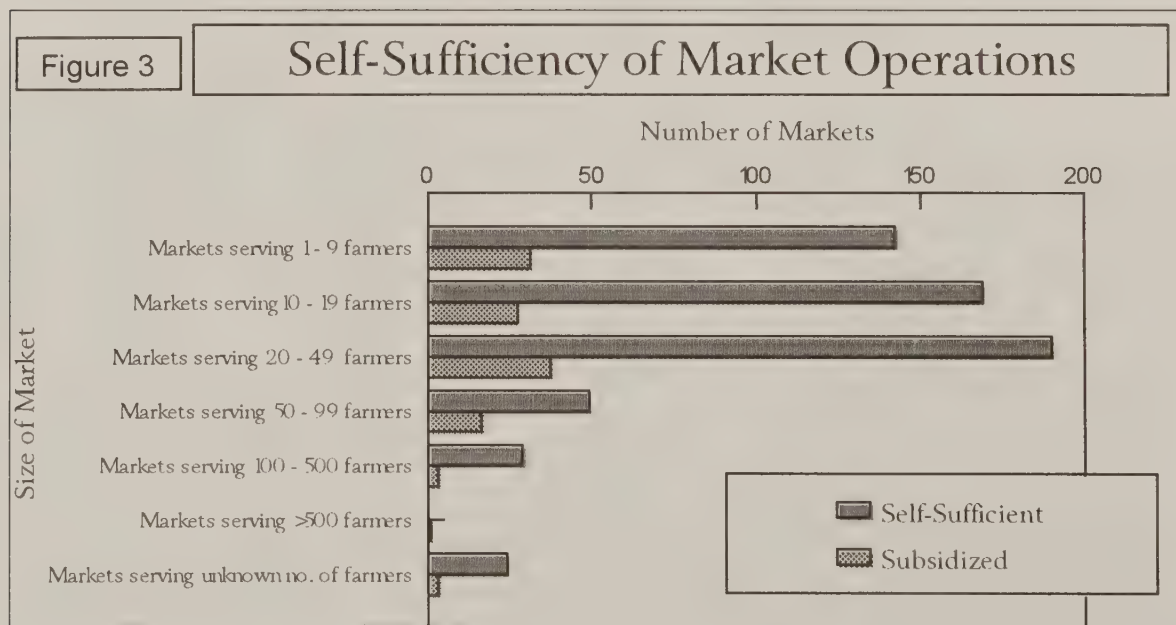 Figure 3
Self-Sufficiency of Market Operations
Number of Markets
0 50 100 150 200
Size of Market
Markets serving 1 - 9 farmers
Markets serving 10 - 19 farmers
Markets serving 20 - 49 farmers
Markets serving 50 - 99 farmers
Markets serving 100 - 500 farmers
Markets serving >500 farmers
Markets serving unknown no. of farmers
Self-Sufficient
Subsidized